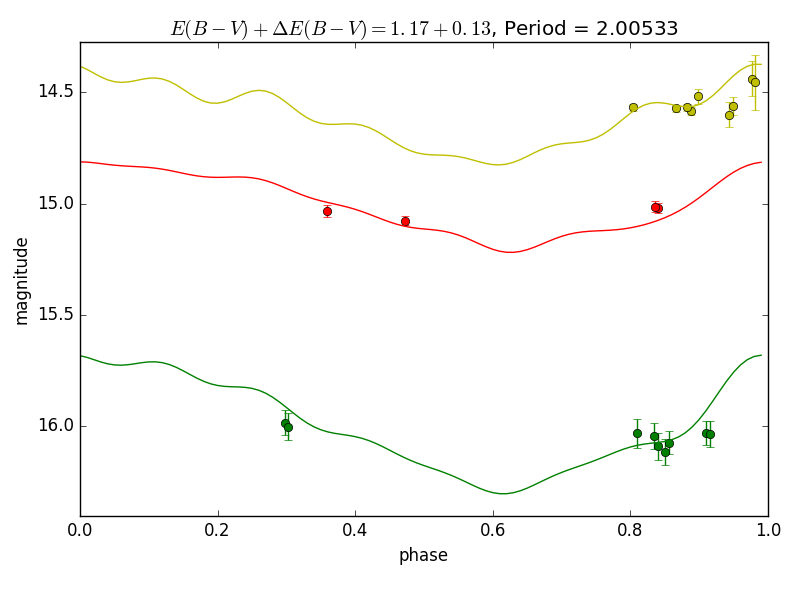 E(B − V) + ΔE(B − V) = 1.17 + 0.13, Period = 2.00533
14.5
15.0
15.5
16.0
magnitude
0.0 0.2 0.4 0.6 0.8 1.0
phase